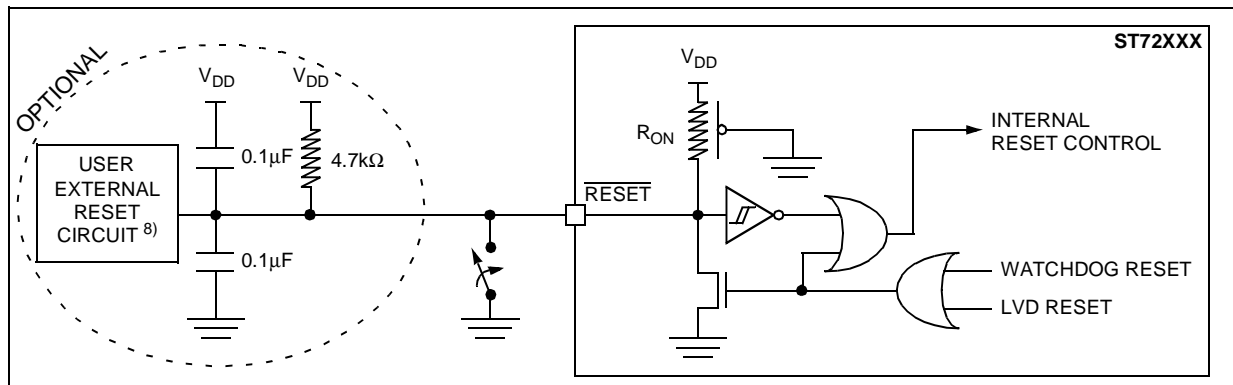 OPTIONAL
USER
EXTERNAL
RESET
CIRCUIT 8)
VDD
VDD
0.1μF
4.7kΩ
0.1μF
ST72XXX
VDD
RON
RESET
INTERNAL
RESET CONTROL
WATCHDOG RESET
LVD RESET